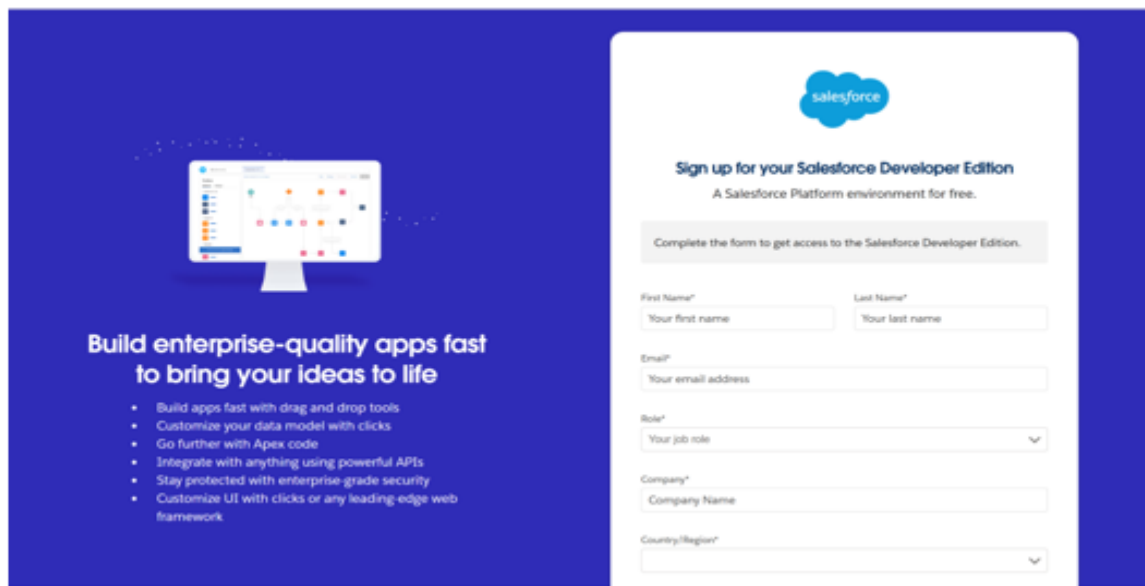 Build enterprise-quality apps fast
to bring your ideas to life
Build apps fast with drag and drop tools
Customize your data model with clicks
Go further with Apex code
Integrate with anything using powerful APIs
Stay protected with enterprise-grade security
Customize UI with clicks or any leading-edge web
framework
salesforce
Sign up for your Salesforce Developer Edition
A Salesforce Platform environment for free.
Complete the form to get access to the Salesforce Developer Edition.
First Name* Last Name*
Your first name Your last name
Email*
Your email address
Role*
Your job role
Company*
Company Name
Country/Region*